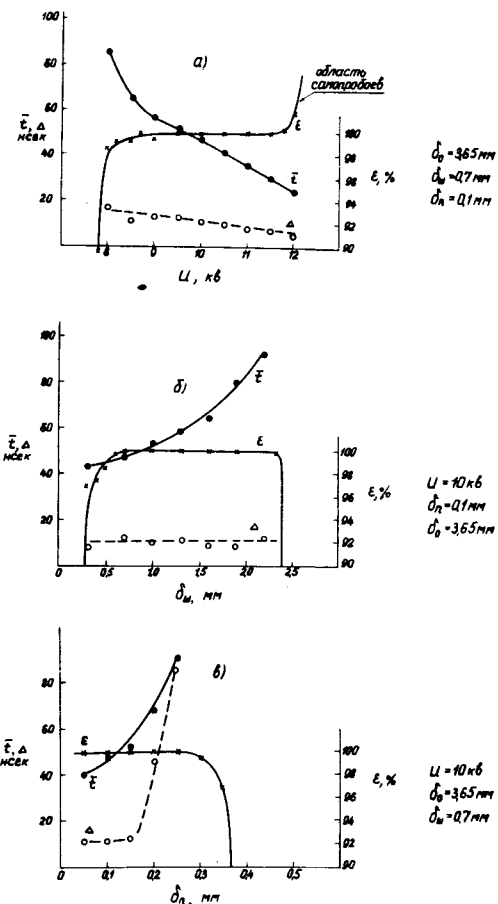 а)
100
80
60
40
20
t̄, Δ
нсек
область
самопробоев
ε
t̄
Δ
100
98
96
94
92
90
ε, %
8 9 10 11 12
U, кв
δ₀ = 3,65 мм
δы = 0,7 мм
δп = 0,1 мм
б)
100
80
60
40
20
t̄, Δ
нсек
t̄
ε
Δ
100
98
96
94
92
90
ε, %
0 0,5 1,0 1,5 2,0 2,5
δы, мм
U = 10 кв
δп = 0,1 мм
δ₀ = 3,65 мм
в)
80
60
40
20
t̄, Δ
нсек
ε
t̄
Δ
100
98
96
94
92
90
ε, %
0 0,1 0,2 0,3 0,4 0,5
δп, мм
U = 10 кв
δ₀ = 3,65 мм
δы = 0,7 мм